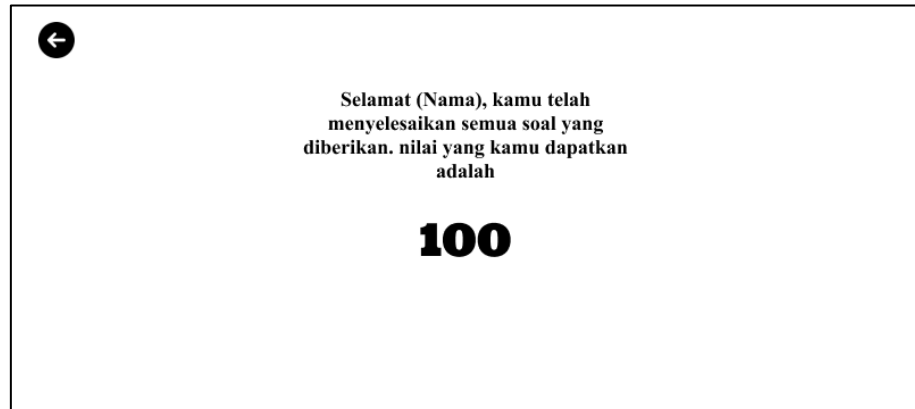 Selamat (Nama), kamu telah
menyelesaikan semua soal yang
diberikan. nilai yang kamu dapatkan
adalah
100